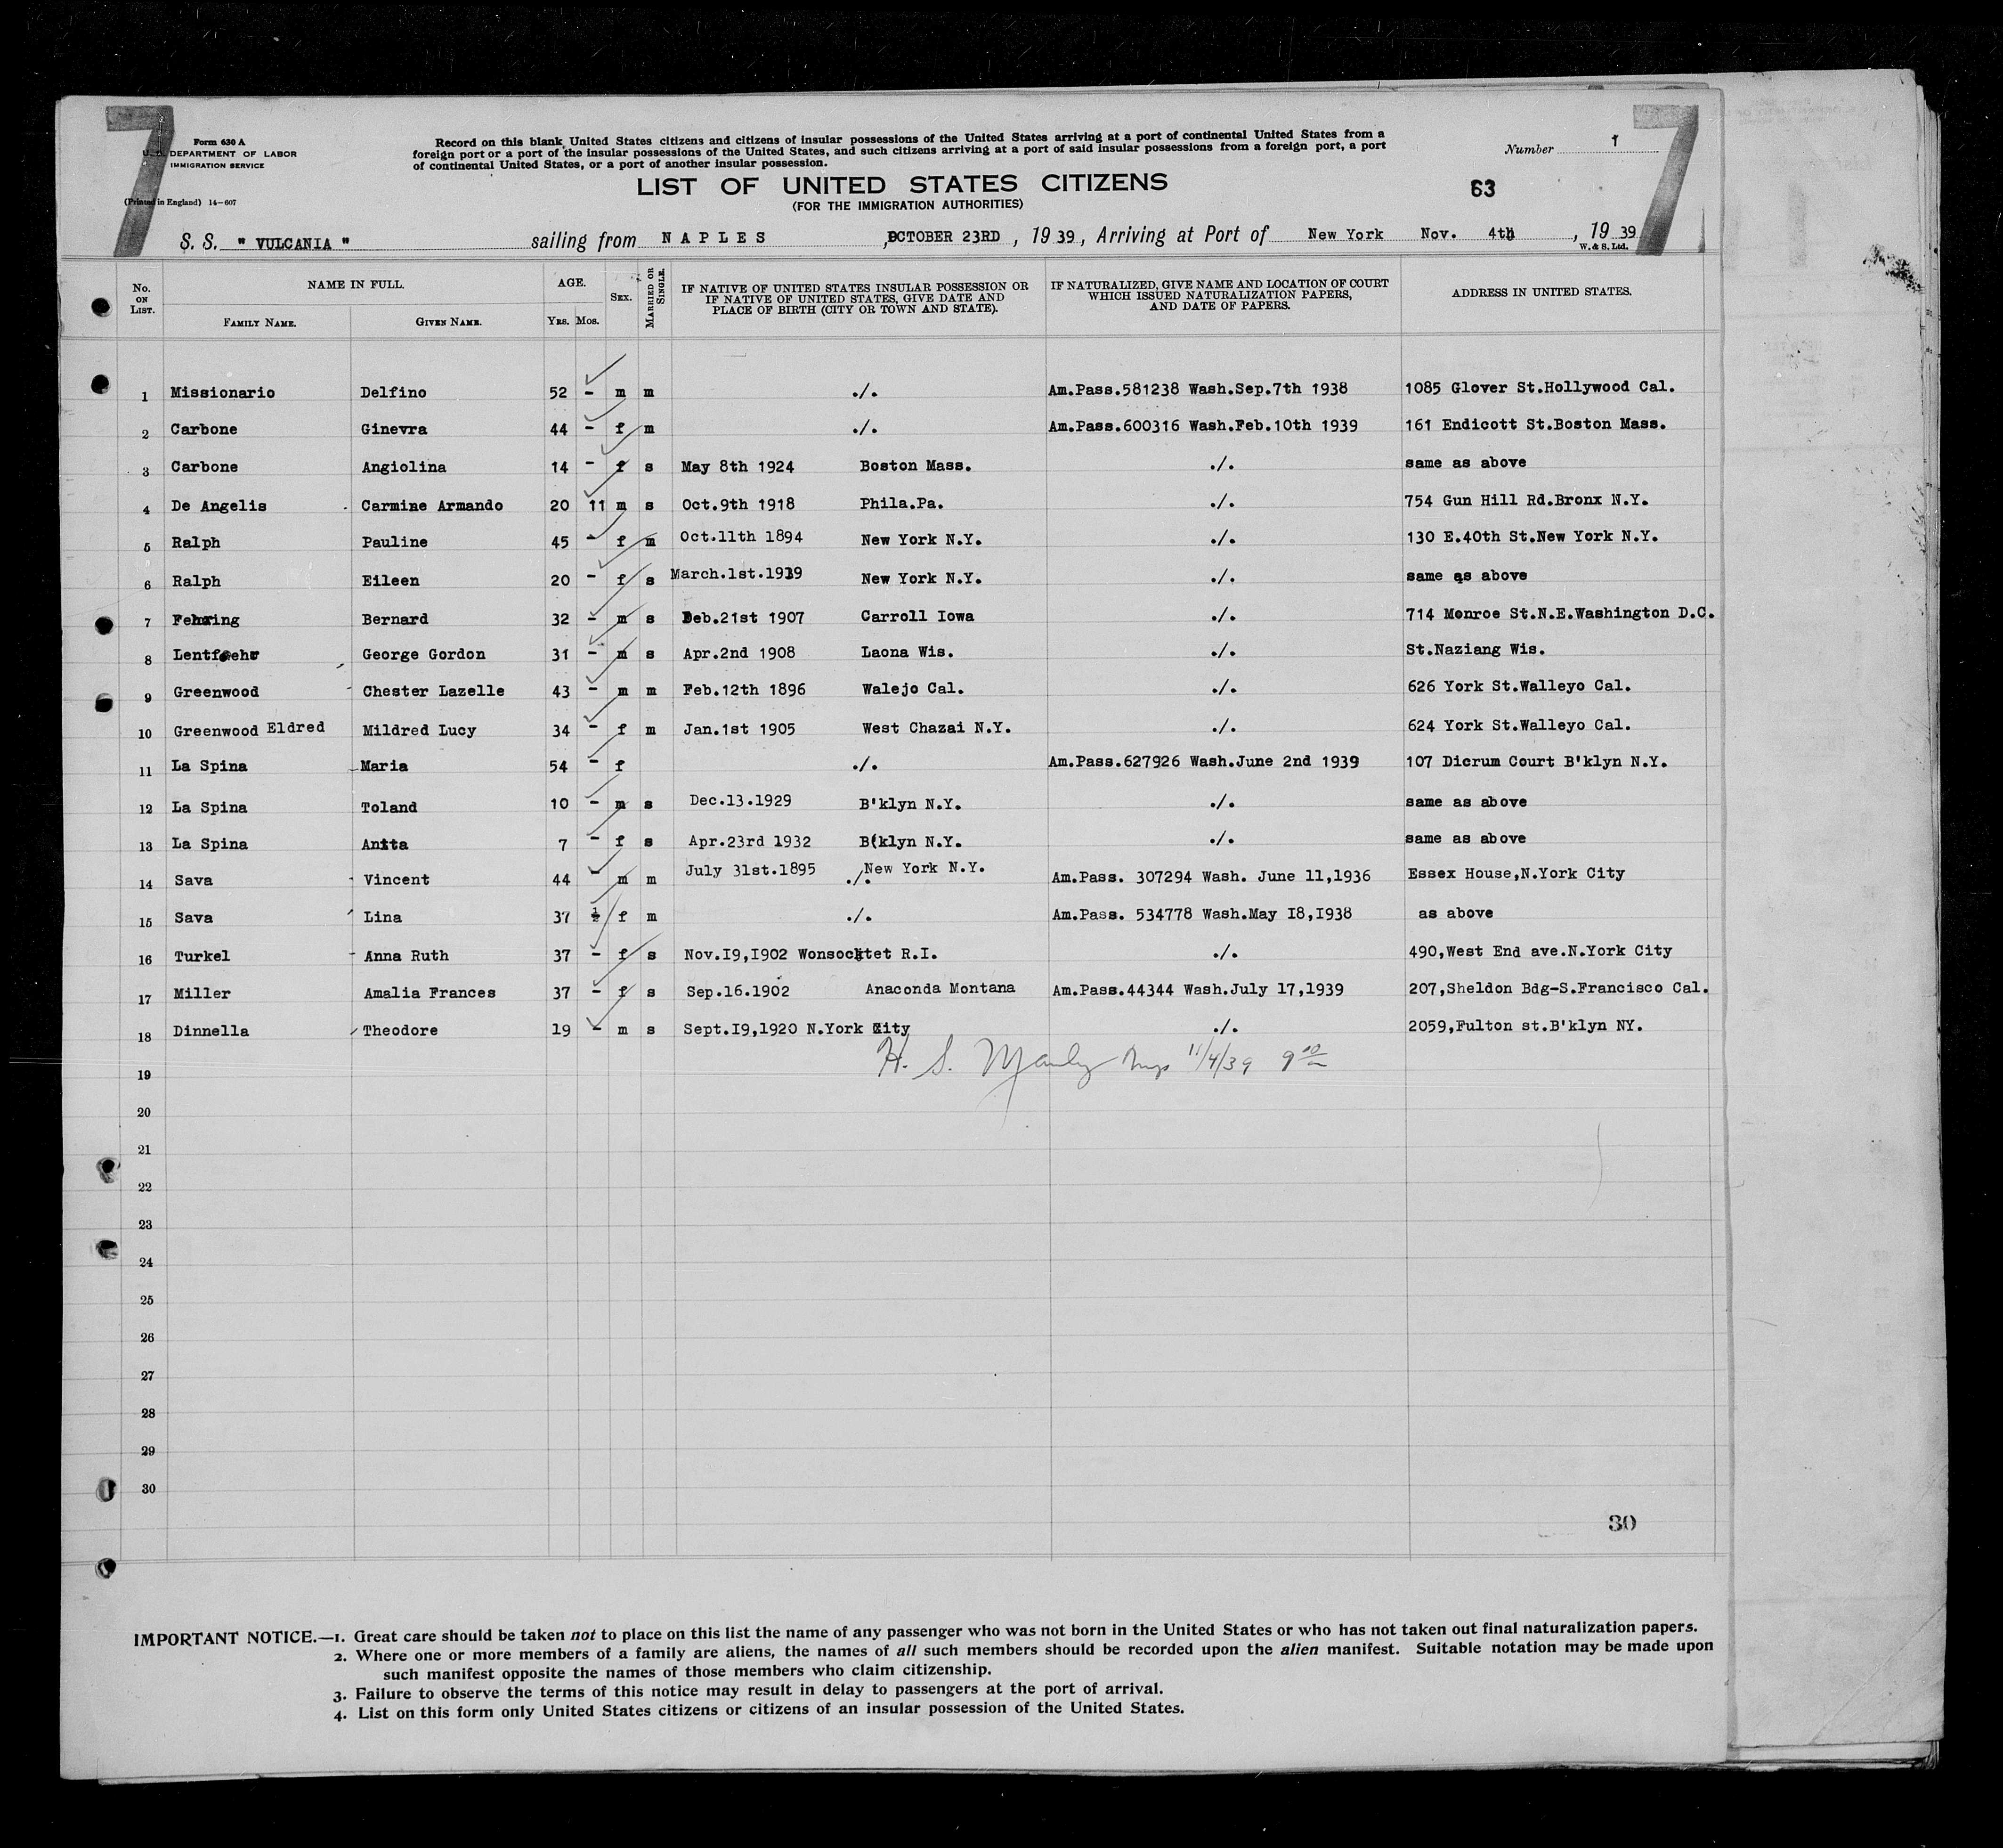 7 7
Form 630 A
U. S. DEPARTMENT OF LABOR
IMMIGRATION SERVICE
(Printed in England) 14-607
Record on this blank United States citizens and citizens of insular possessions of the United States arriving at a port of continental United States from a
foreign port or a port of the insular possessions of the United States, and such citizens arriving at a port of said insular possessions from a foreign port, a port
of continental United States, or a port of another insular possession.
Number 1
LIST OF UNITED STATES CITIZENS
(FOR THE IMMIGRATION AUTHORITIES)
63
S. S. " VULCANIA " sailing from NAPLES , OCTOBER 23RD , 19 39, Arriving at Port of New York Nov. 4th , 19 39
W. & S. Ltd.
No. ON LIST. NAME IN FULL. FAMILY NAME. GIVEN NAME. AGE. YRS. MOS. SEX. MARRIED OR SINGLE. IF NATIVE OF UNITED STATES INSULAR POSSESSION OR IF NATIVE OF UNITED STATES, GIVE DATE AND PLACE OF BIRTH (CITY OR TOWN AND STATE). IF NATURALIZED, GIVE NAME AND LOCATION OF COURT WHICH ISSUED NATURALIZATION PAPERS, AND DATE OF PAPERS. ADDRESS IN UNITED STATES.
1 Missionario Delfino 52 - m m ./. Am.Pass.581238 Wash.Sep.7th 1938 1085 Glover St.Hollywood Cal.
2 Carbone Ginevra 44 - f m ./. Am.Pass.600316 Wash.Feb.10th 1939 161 Endicott St.Boston Mass.
3 Carbone Angiolina 14 - f s May 8th 1924 Boston Mass. ./. same as above
4 De Angelis Carmine Armando 20 11 m s Oct.9th 1918 Phila.Pa. ./. 754 Gun Hill Rd.Bronx N.Y.
5 Ralph Pauline 45 - f m Oct.11th 1894 New York N.Y. ./. 130 E.40th St.New York N.Y.
6 Ralph Eileen 20 - f s March.1st.1919 New York N.Y. ./. same as above
7 Fehring Bernard 32 - m s Feb.21st 1907 Carroll Iowa ./. 714 Monroe St.N.E.Washington D.C.
8 Lentfoehr George Gordon 31 - m s Apr.2nd 1908 Laona Wis. ./. St.Naziang Wis.
9 Greenwood Chester Lazelle 43 - m m Feb.12th 1896 Walejo Cal. ./. 626 York St.Walleyo Cal.
10 Greenwood Eldred Mildred Lucy 34 - f m Jan.1st 1905 West Chazai N.Y. ./. 624 York St.Walleyo Cal.
11 La Spina Maria 54 - f ./. Am.Pass.627926 Wash.June 2nd 1939 107 Dicrum Court B'klyn N.Y.
12 La Spina Toland 10 - m s Dec.13.1929 B'klyn N.Y. ./. same as above
13 La Spina Anita 7 - f s Apr.23rd 1932 B(klyn N.Y. ./. same as above
14 Sava Vincent 44 - m m July 31st.1895 New York N.Y. ./. Am.Pass. 307294 Wash. June 11,1936 Essex House,N.York City
15 Sava Lina 37 ½ f m ./. Am.Pass. 534778 Wash.May I8,I938 as above
16 Turkel Anna Ruth 37 - f s Nov.I9,I902 Wonsocktet R.I. ./. 490,West End ave.N.York City
17 Miller Amalia Frances 37 - f s Sep.16.1902 Anaconda Montana Am.Pass.44344 Wash.July 17,1939 207,Sheldon Bdg-S.Francisco Cal.
18 Dinnella Theodore 19 - m s Sept.I9,1920 N.York City ./. 2059,Fulton st.B'klyn NY.
H. S. Manly 11/4/39
19
20
21
22
23
24
25
26
27
28
29
30
30
IMPORTANT NOTICE.—1. Great care should be taken not to place on this list the name of any passenger who was not born in the United States or who has not taken out final naturalization papers.
2. Where one or more members of a family are aliens, the names of all such members should be recorded upon the alien manifest. Suitable notation may be made upon
such manifest opposite the names of those members who claim citizenship.
3. Failure to observe the terms of this notice may result in delay to passengers at the port of arrival.
4. List on this form only United States citizens or citizens of an insular possession of the United States.